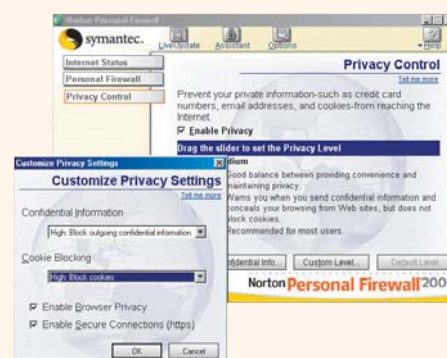 Norton Personal Firewall
symantec.
LiveUpdate Assistant Options Help
Internet Status
Personal Firewall
Privacy Control
Privacy Control
Tell me more
Prevent your private information-such as credit card
numbers, email addresses, and cookies-from reaching the
Internet.
Enable Privacy
Drag the slider to set the Privacy Level
Good balance between providing convenience and
maintaining privacy.
Warns you when you send confidential information and
conceals your browsing from Web sites, but does not
block cookies.
Recommended for most users.
Info... Custom Level... Default Level
Norton Personal Firewall 200
Customize Privacy Settings
Customize Privacy Settings
Tell me more
Confidential Information
High: Block outgoing confidential information
Cookie Blocking
High: Block cookies
Enable Browser Privacy
Enable Secure Connections (https)
OK Cancel